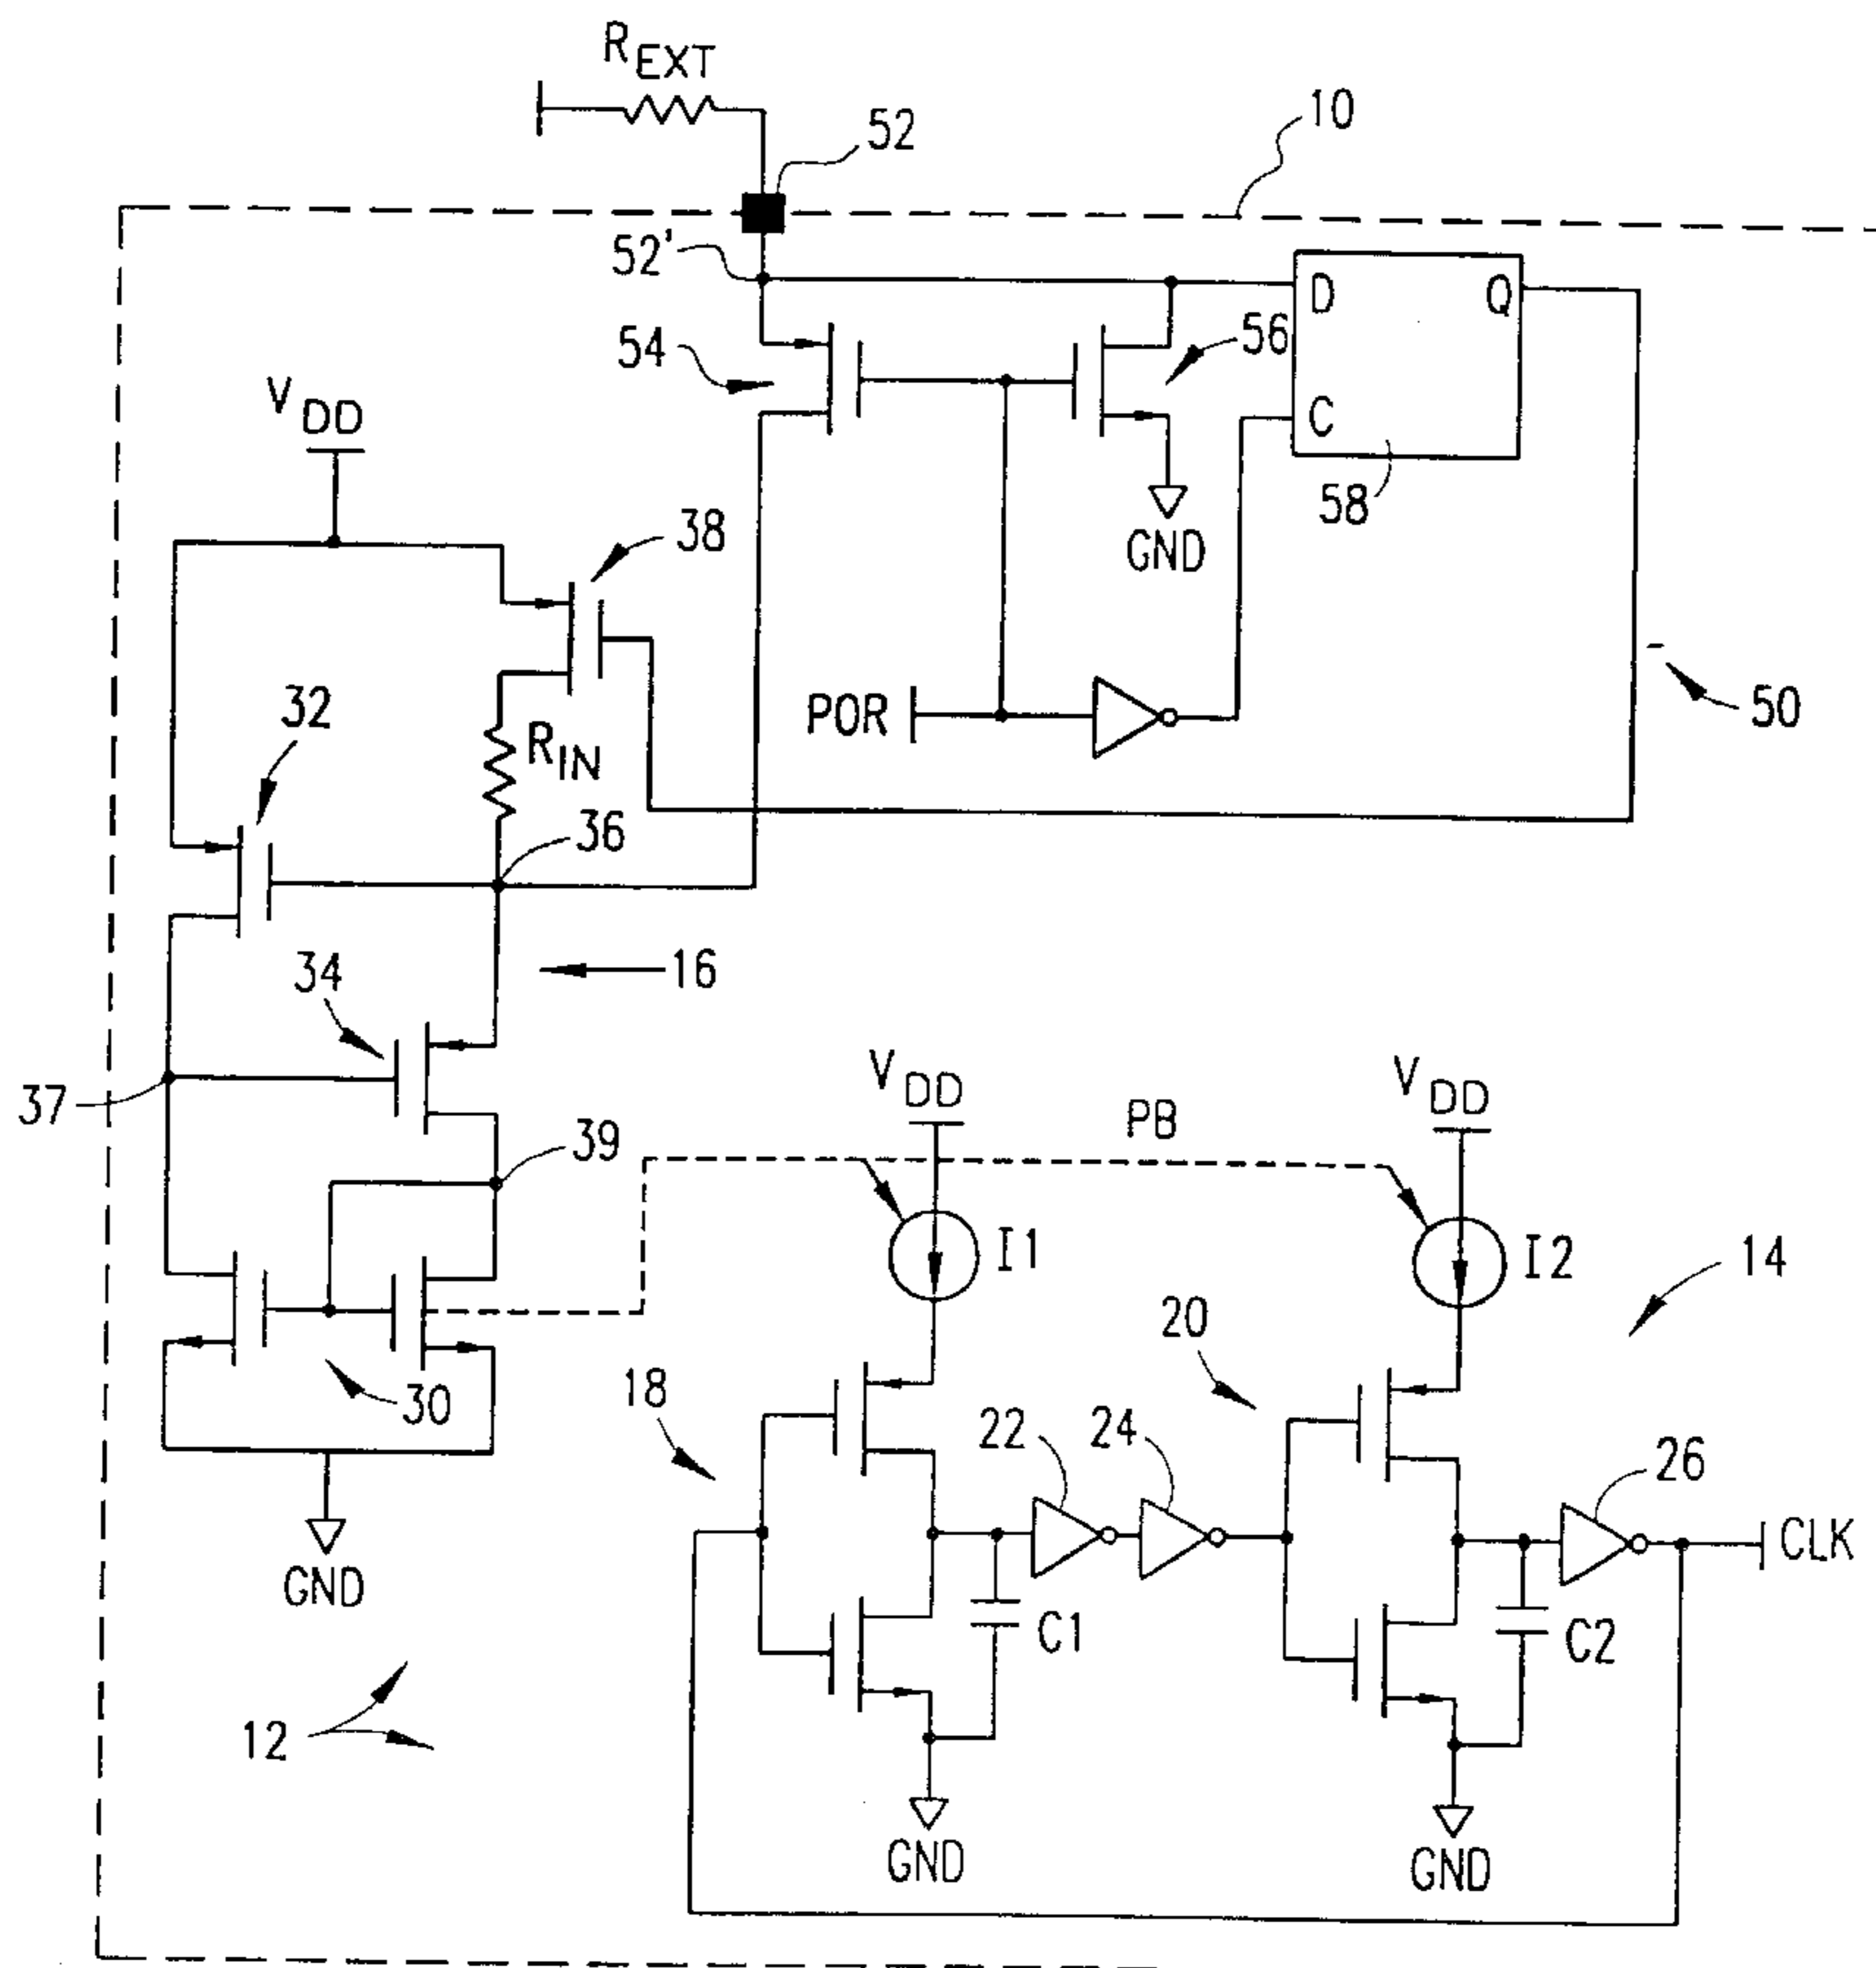 R EXT
52
10
52'
D
Q
54
56
V DD
C
58
GND
38
32
POR
50
R IN
36
34
16
37
V DD
V DD
PB
39
I1
I2
14
20
18
30
22
24
26
CLK
GND
C1
C2
12
GND
GND